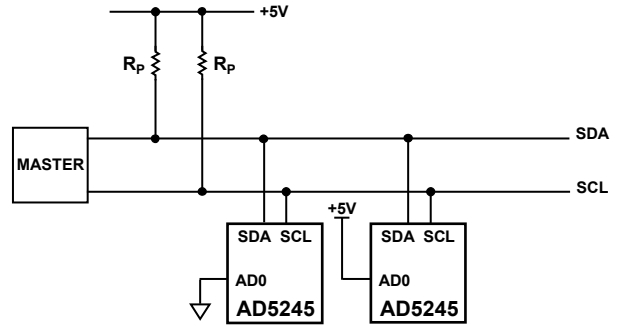 +5V
RP RP
SDA
MASTER
SCL
+5V
SDA SCL SDA SCL
AD0 AD0
AD5245 AD5245